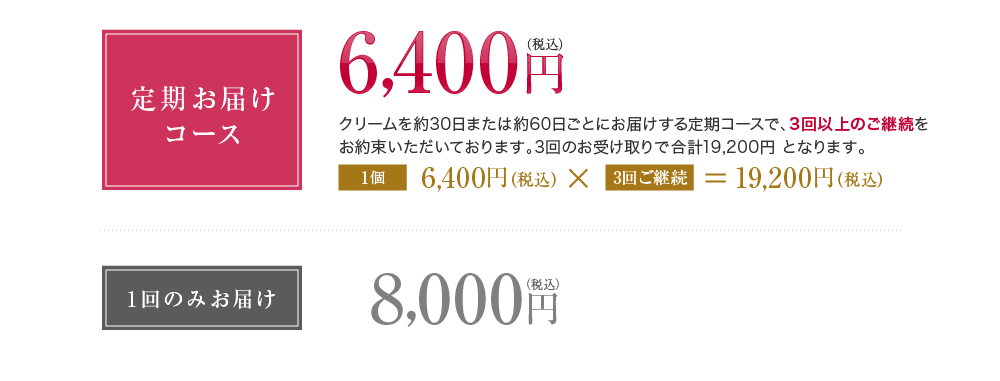 定期お届け
コース
6,400円(税込)
クリームを約30日または約60日ごとにお届けする定期コースで、3回以上のご継続を
お約束いただいております。3回のお受け取りで合計19,200円 となります。
1個 6,400円(税込) × 3回ご継続 = 19,200円(税込)
1回のみお届け
8,000円(税込)